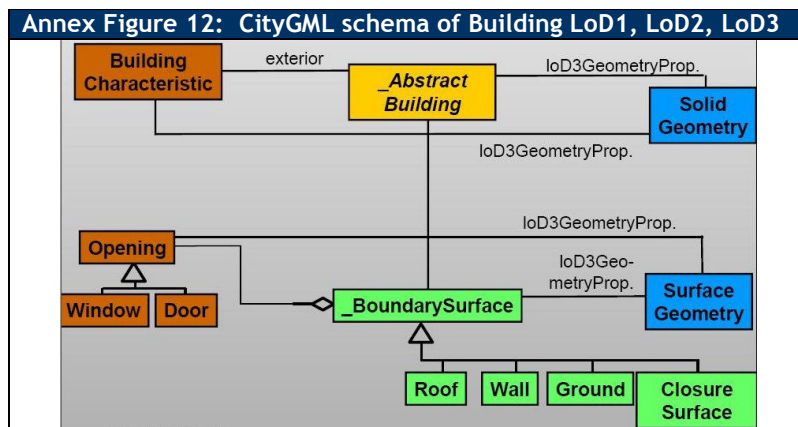 Annex Figure 12: CityGML schema of Building LoD1, LoD2, LoD3
Building
Characteristic
exterior
_Abstract
Building
loD3GeometryProp.
Solid
Geometry
loD3GeometryProp.
loD3GeometryProp.
Opening
loD3Geo-
metryProp.
Window
Door
_BoundarySurface
Surface
Geometry
Roof
Wall
Ground
Closure
Surface